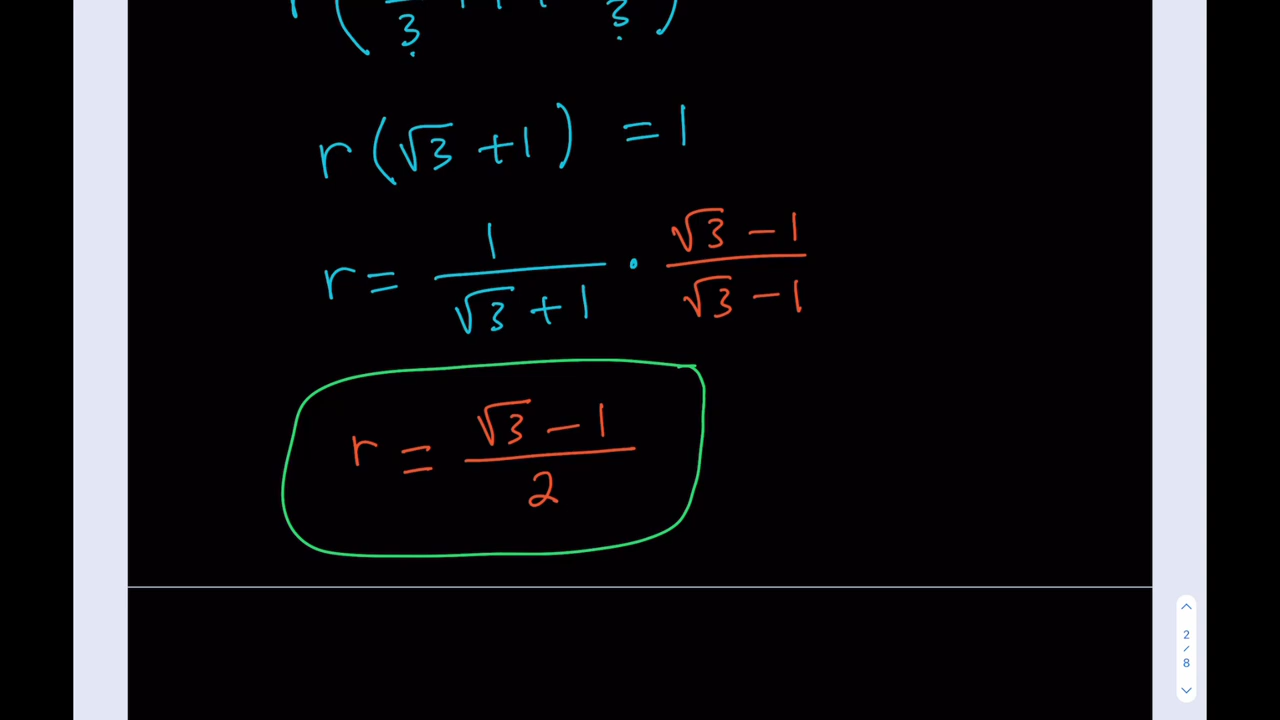 r(√3 + 1) = 1
r = 1/(√3 + 1) · (√3 − 1)/(√3 − 1)
r = (√3 − 1)/2
2
/
8